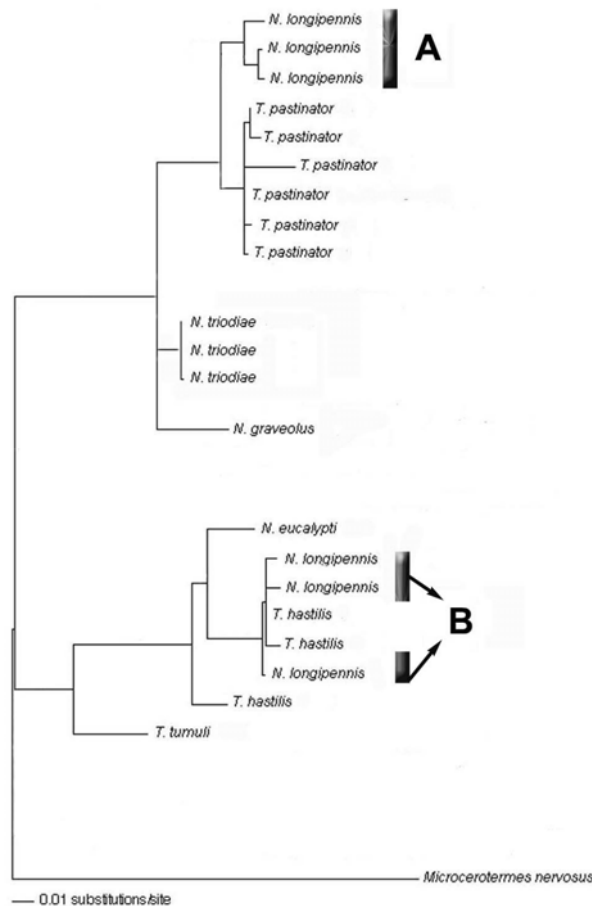 N. longipennis
N. longipennis
A
N. longipennis
T. pastinator
T. pastinator
T. pastinator
T. pastinator
T. pastinator
T. pastinator
N. triodiae
N. triodiae
N. triodiae
N. graveolus
N. eucalypti
N. longipennis
N. longipennis
T. hastilis
B
T. hastilis
N. longipennis
T. hastilis
T. tumuli
Microcerotermes nervosus
0.01 substitutions/site